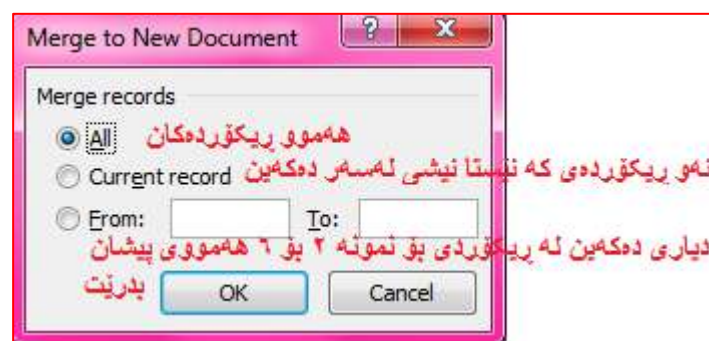 Merge to New Document
Merge records
All هەموو ڕیکۆردەکان
Current record ئەو ڕیکۆردەی کە ئێستا ئیشی لەسەر دەکەین
From: To:
دیاری دەکەین لە ڕیکۆردی بۆ نمونە ٢ بۆ ٦ هەمووی پیشان
بدرێت
OK Cancel